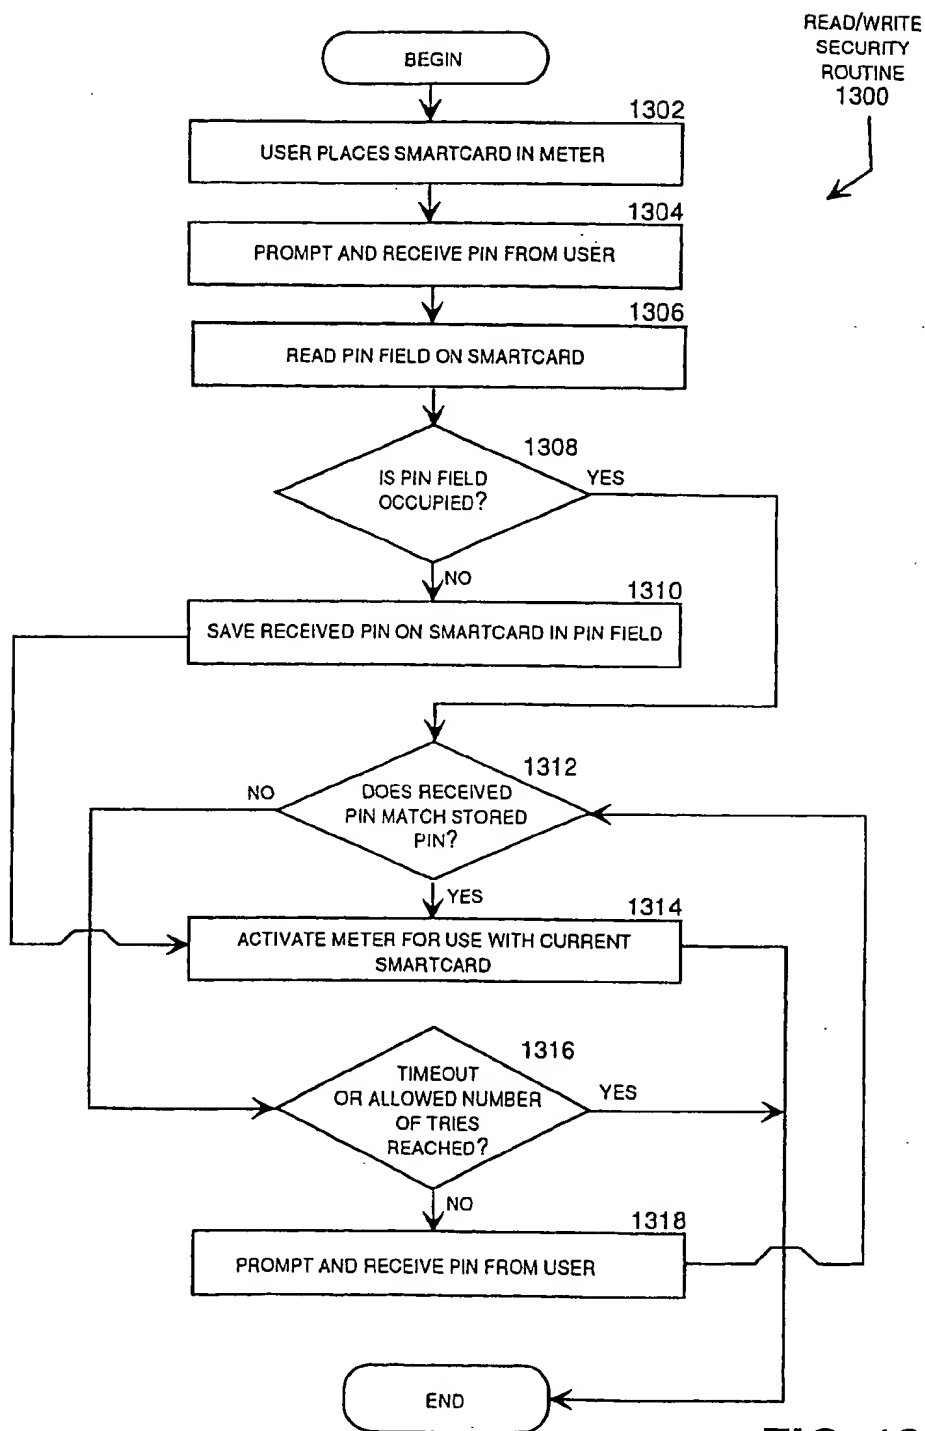 READ/WRITE
SECURITY
ROUTINE
1300
BEGIN
1302
USER PLACES SMARTCARD IN METER
1304
PROMPT AND RECEIVE PIN FROM USER
1306
READ PIN FIELD ON SMARTCARD
1308
IS PIN FIELD
OCCUPIED?
YES
NO
1310
SAVE RECEIVED PIN ON SMARTCARD IN PIN FIELD
1312
NO
DOES RECEIVED
PIN MATCH STORED
PIN?
YES
1314
ACTIVATE METER FOR USE WITH CURRENT
SMARTCARD
1316
TIMEOUT
OR ALLOWED NUMBER
OF TRIES
REACHED?
YES
NO
1318
PROMPT AND RECEIVE PIN FROM USER
END